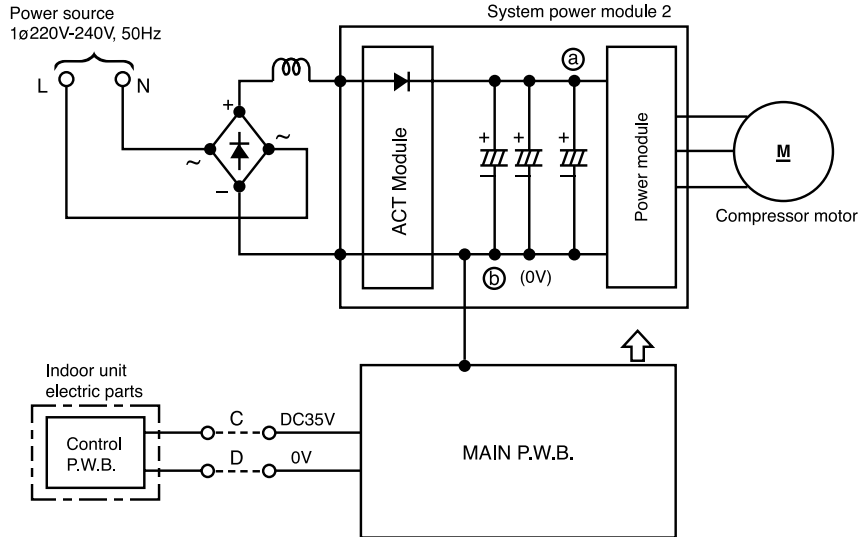 Power source
1ø220V-240V, 50Hz
L
N
System power module 2
+
~
~
−
ACT Module
ⓐ
+
+
+
−
−
−
ⓑ
(0V)
Power module
M
Compressor motor
Indoor unit
electric parts
Control
P.W.B.
C
DC35V
D
0V
MAIN P.W.B.